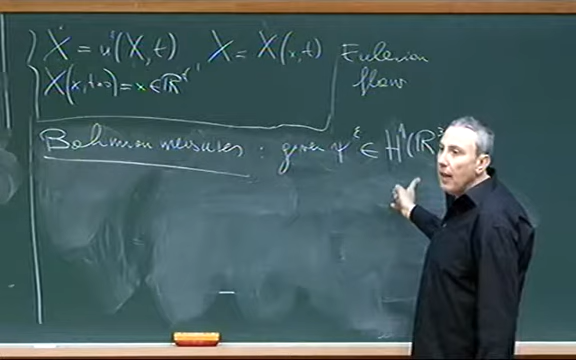 Ẋ = u^ε(X,t), X = X(x,t) Eulerian
X(x,t=0) = x ∈ ℝ^d flow
Bohmian measures : given ψ^ε ∈ H^1(ℝ^3